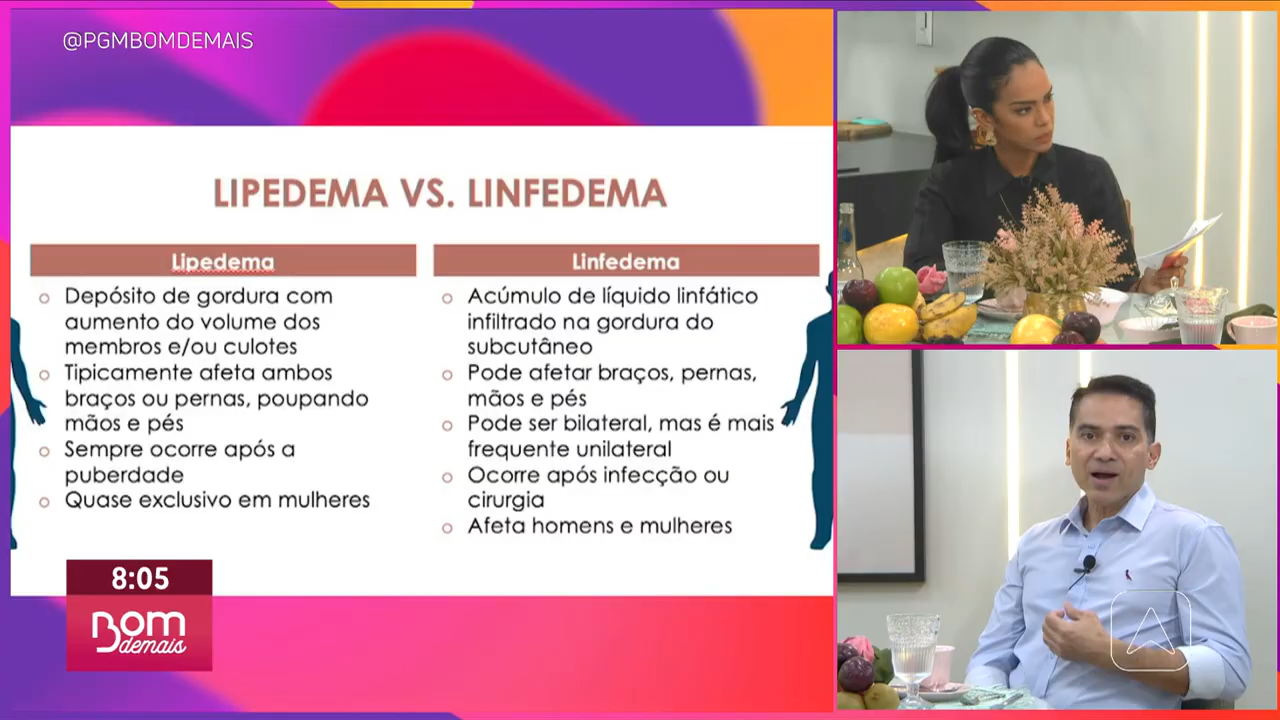 @PGMBOMDEMAIS
LIPEDEMA VS. LINFEDEMA
Lipedema
Depósito de gordura com
aumento do volume dos
membros e/ou culotes
Tipicamente afeta ambos
braços ou pernas, poupando
mãos e pés
Sempre ocorre após a
puberdade
Quase exclusivo em mulheres
Linfedema
Acúmulo de líquido linfático
infiltrado na gordura do
subcutâneo
Pode afetar braços, pernas,
mãos e pés
Pode ser bilateral, mas é mais
frequente unilateral
Ocorre após infecção ou
cirurgia
Afeta homens e mulheres
8:05
Bom
demais